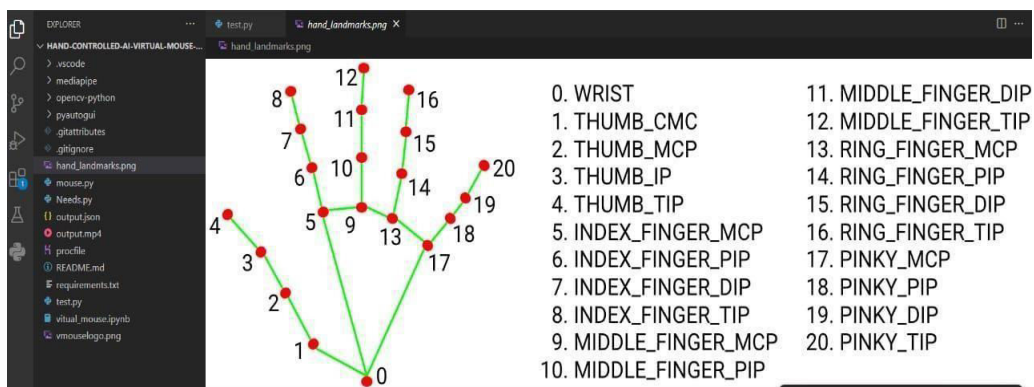 EXPLORER
...
test.py
hand_landmarks.png ×
...
HAND-CONTROLLED-AI-VIRTUAL-MOUSE-...
hand_landmarks.png
.vscode
mediapipe
opencv-python
pyautogui
.gitattributes
.gitignore
hand_landmarks.png
mouse.py
Needs.py
output.json
output.mp4
procfile
README.md
requirements.txt
test.py
vitual_mouse.ipynb
vmouselogo.png
1
12
8
16
11
7
15
20
6
10
14
19
4
5
9
13
18
3
17
2
1
0
0. WRIST
1. THUMB_CMC
2. THUMB_MCP
3. THUMB_IP
4. THUMB_TIP
5. INDEX_FINGER_MCP
6. INDEX_FINGER_PIP
7. INDEX_FINGER_DIP
8. INDEX_FINGER_TIP
9. MIDDLE_FINGER_MCP
10. MIDDLE_FINGER_PIP
11. MIDDLE_FINGER_DIP
12. MIDDLE_FINGER_TIP
13. RING_FINGER_MCP
14. RING_FINGER_PIP
15. RING_FINGER_DIP
16. RING_FINGER_TIP
17. PINKY_MCP
18. PINKY_PIP
19. PINKY_DIP
20. PINKY_TIP